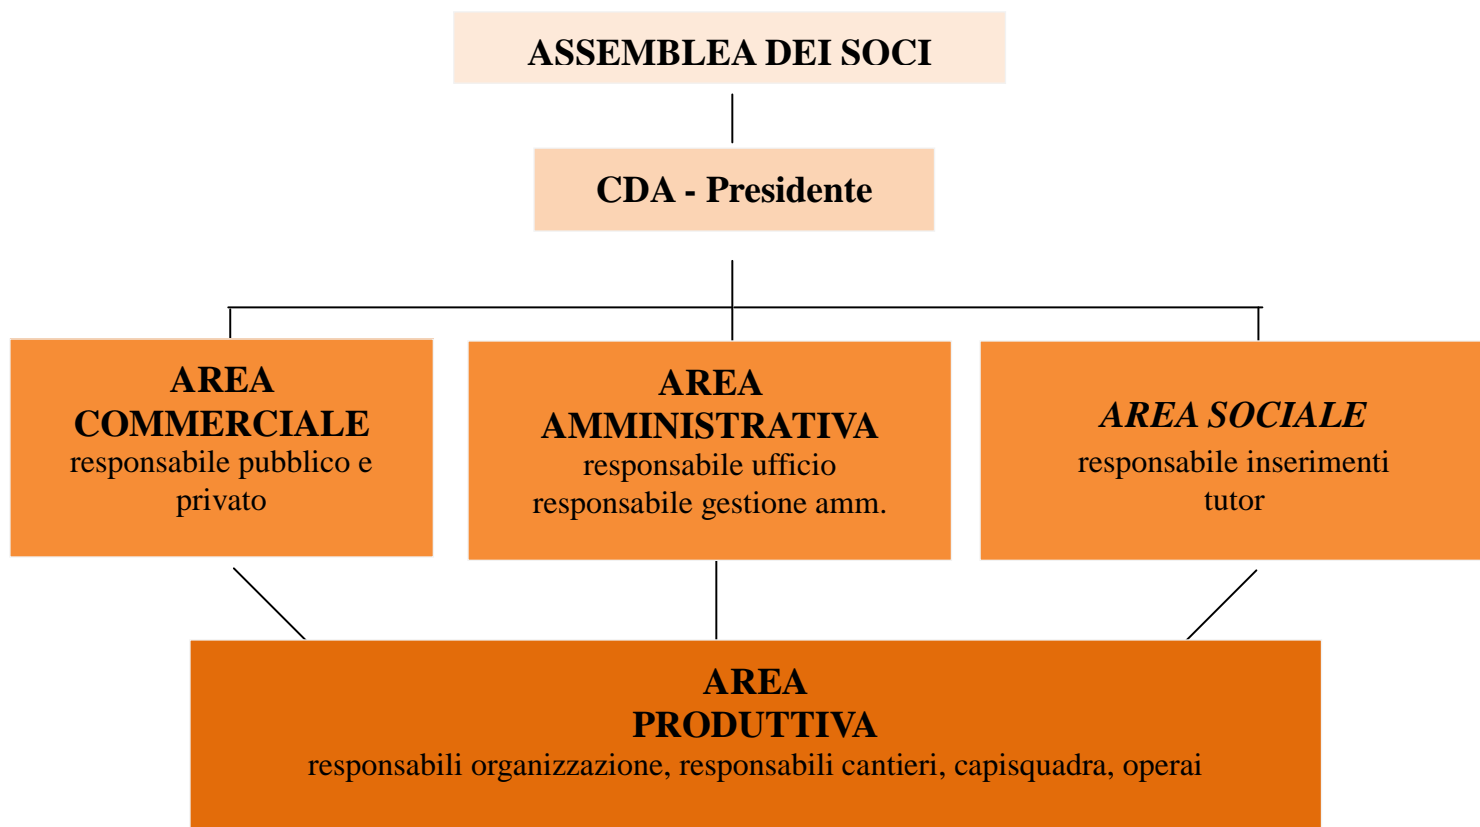 ASSEMBLEA DEI SOCI
CDA - Presidente
AREA
COMMERCIALE
responsabile pubblico e
privato
AREA
AMMINISTRATIVA
responsabile ufficio
responsabile gestione amm.
AREA SOCIALE
responsabile inserimenti
tutor
AREA
PRODUTTIVA
responsabili organizzazione, responsabili cantieri, capisquadra, operai